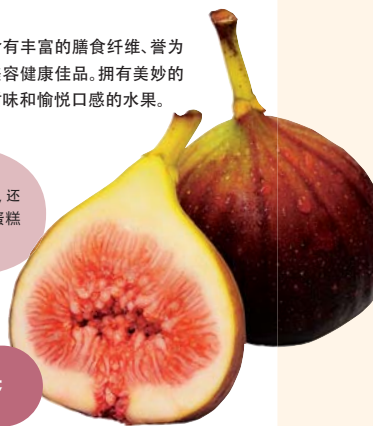 有丰富的膳食纤维、誉为
容健康佳品。拥有美妙的
味和愉悦口感的水果。
还
蛋糕